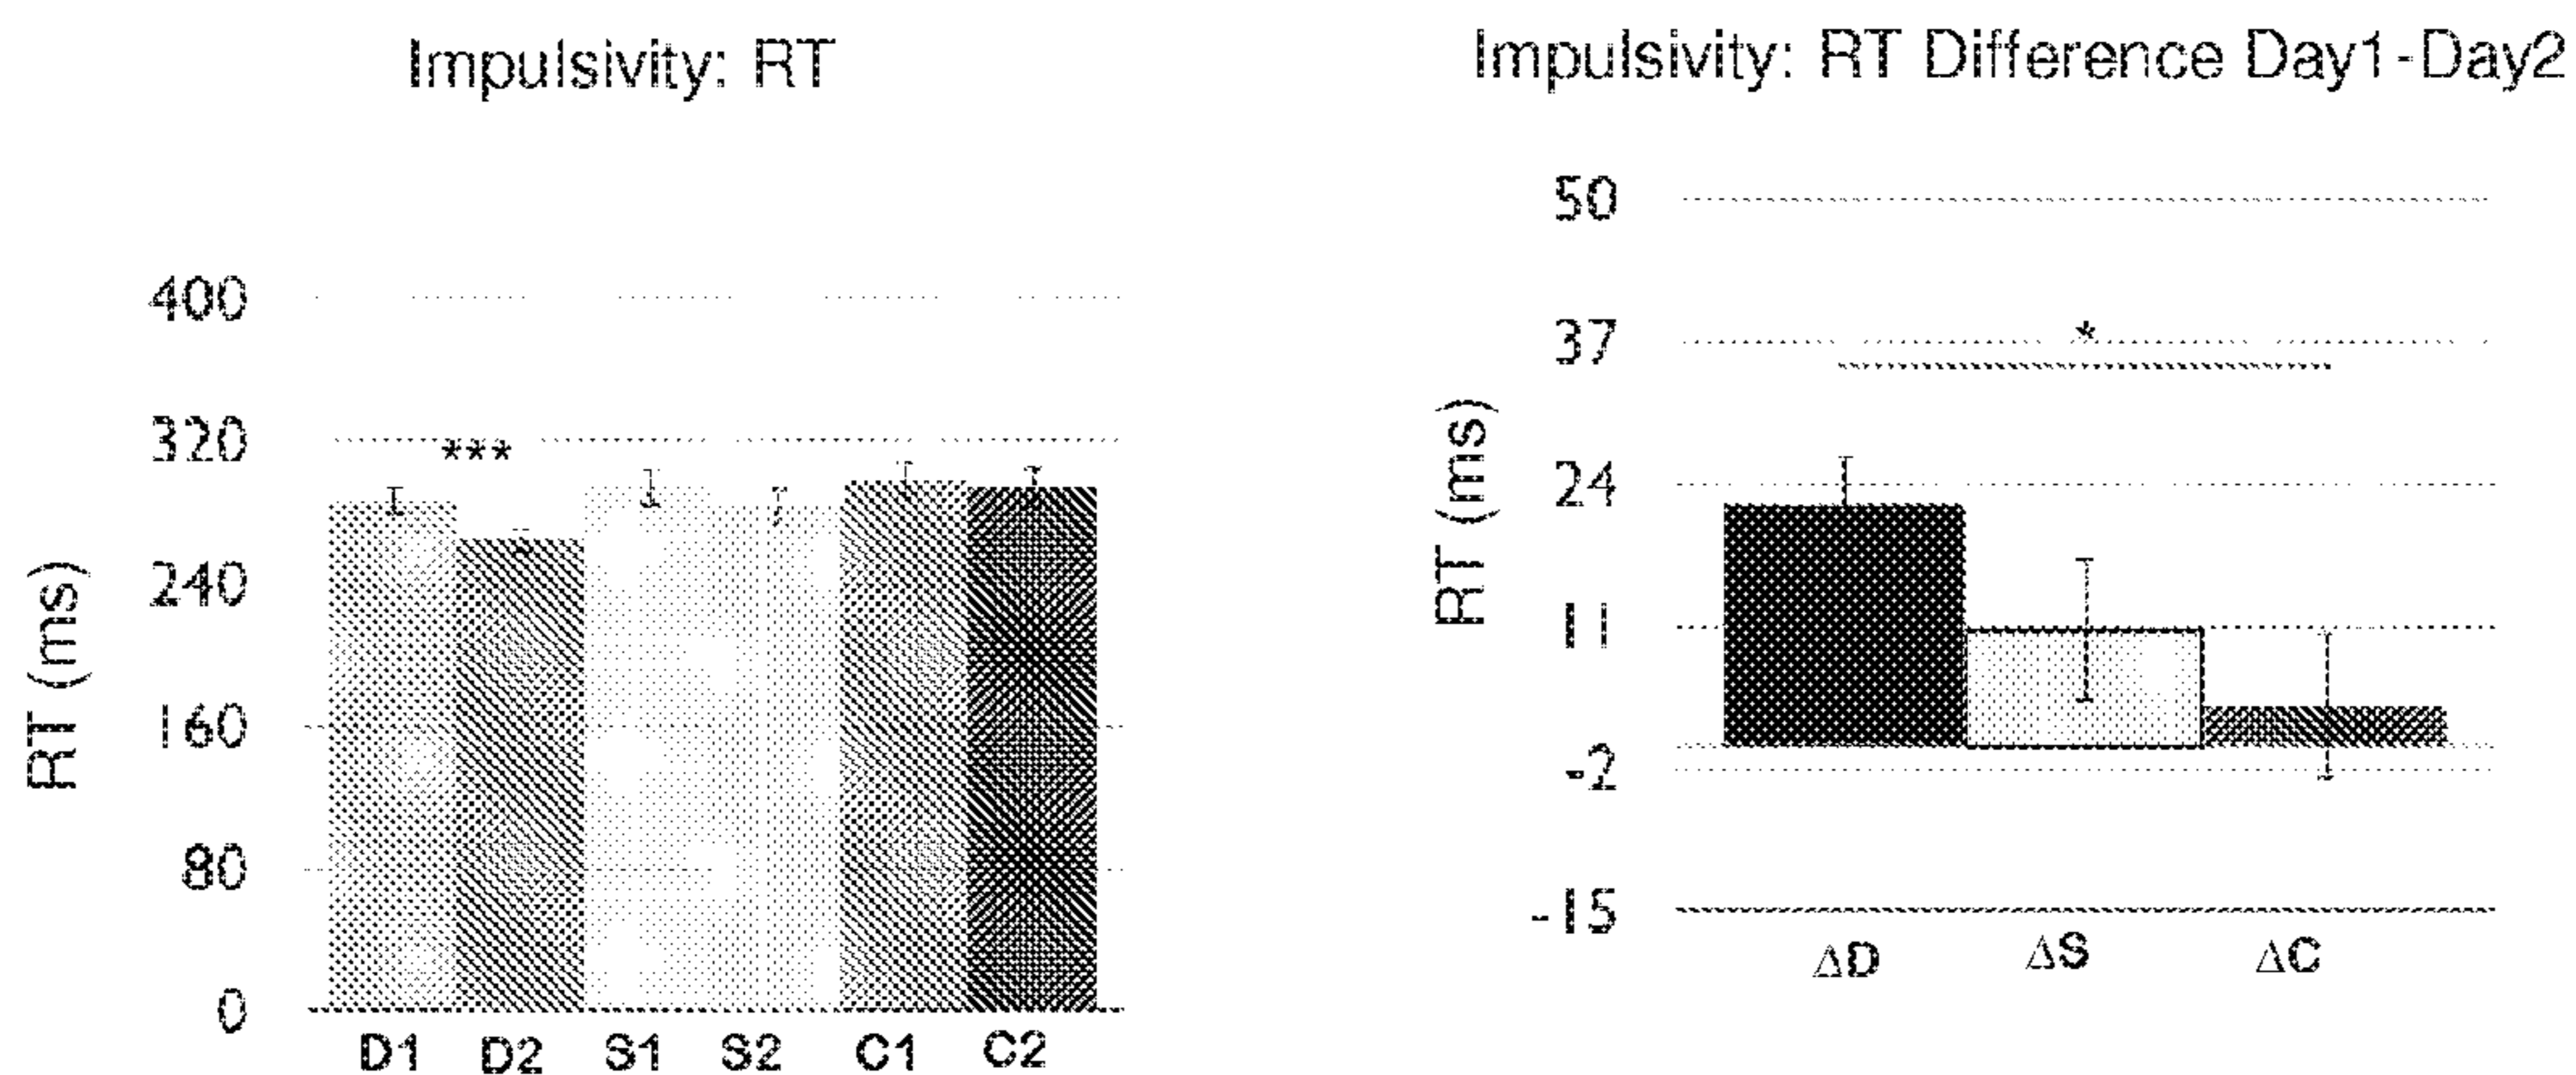 Impulsivity: RT
400
320
***
240
160
80
0
RT (ms)
D1 D2 S1 S2 C1 C2
Impulsivity: RT Difference Day1-Day2
50
37
*
24
11
-2
-15
RT (ms)
ΔD ΔS ΔC